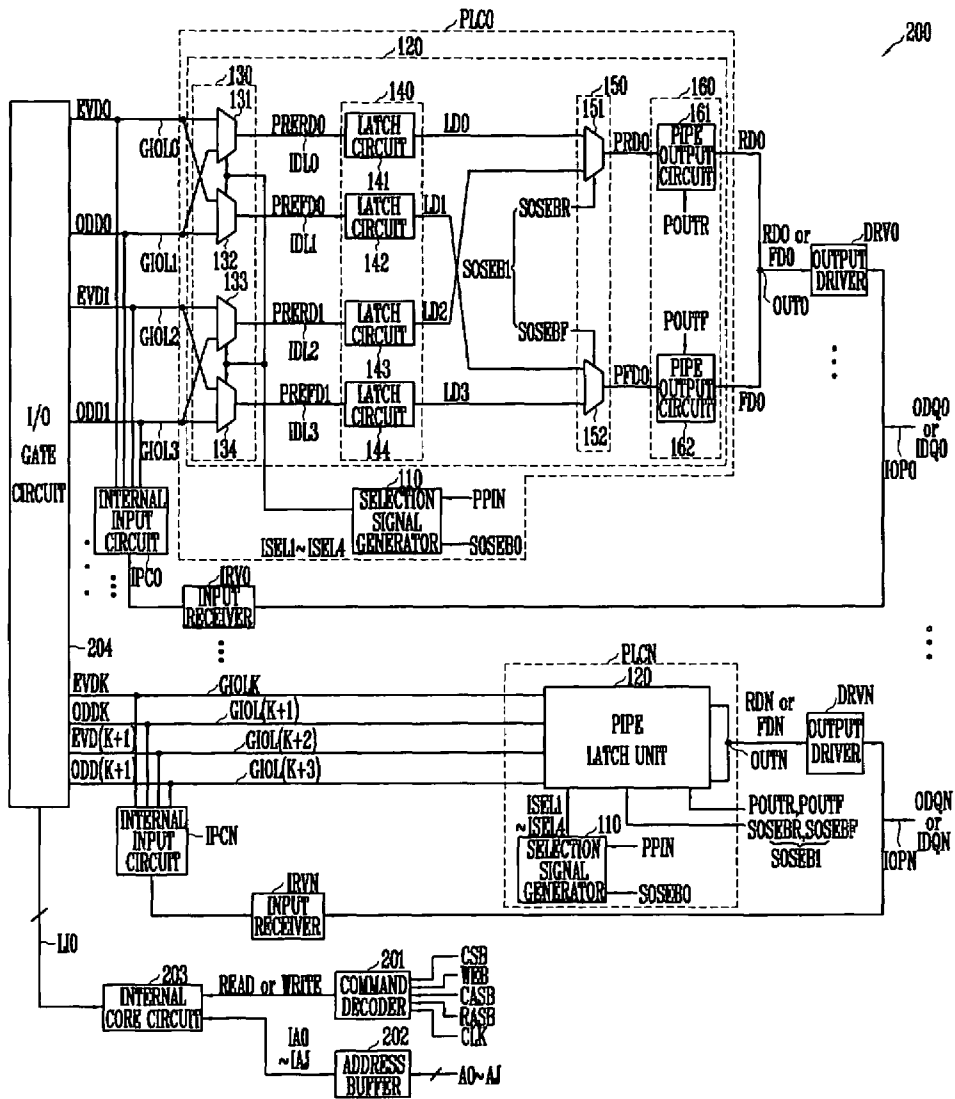 PLC0
200
120
130
131
140
150
151
160
161
EVD0
GIOL0
PRERD0
IDL0
LATCH
CIRCUIT
141
LD0
PRD0
PIPE
OUTPUT
CIRCUIT
RD0
ODD0
GIOL1
132
PREFD0
IDL1
LATCH
CIRCUIT
142
LD1
SOSEBR
POUTR
RD0 or
FD0
DRV0
OUTPUT
DRIVER
OUT0
SOSEB1
133
EVD1
GIOL2
PRERD1
IDL2
LATCH
CIRCUIT
143
LD2
SOSEBF
POUTF
ODD1
GIOL3
134
PREFD1
IDL3
LATCH
CIRCUIT
144
LD3
152
PFD0
PIPE
OUTPUT
CIRCUIT
162
FD0
ODQ0
or
IDQ0
IOP0
I/O
GATE
CIRCUIT
INTERNAL
INPUT
CIRCUIT
IPC0
110
SELECTION
SIGNAL
GENERATOR
PPIN
SOSEB0
ISEL1~ISEL4
IRV0
INPUT
RECEIVER
204
PLCN
120
EVDK
GIOLK
ODDK
GIOL(K+1)
EVD(K+1)
GIOL(K+2)
ODD(K+1)
GIOL(K+3)
PIPE
LATCH UNIT
RDN or
FDN
DRVN
OUTPUT
DRIVER
OUTN
INTERNAL
INPUT
CIRCUIT
IPCN
ISEL1
~ISEL4
110
SELECTION
SIGNAL
GENERATOR
PPIN
SOSEB0
POUTR,POUTF
SOSEBR,SOSEBF
SOSEB1
ODQN
or
IDQN
IOPN
IRVN
INPUT
RECEIVER
LIO
203
INTERNAL
CORE CIRCUIT
READ or WRITE
201
COMMAND
DECODER
CSB
WEB
CASB
RASB
CLK
IA0
~IAJ
202
ADDRESS
BUFFER
A0~AJ